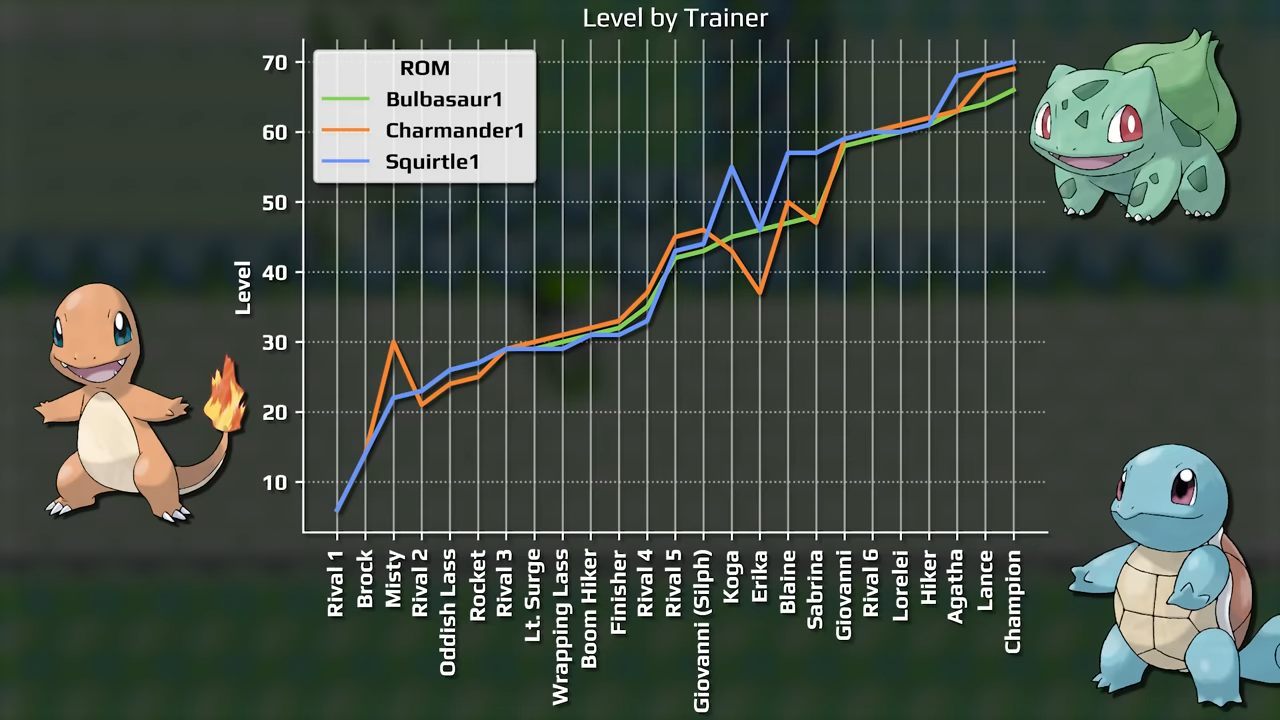 Level by Trainer
ROM
Bulbasaur1
Charmander1
Squirtle1
Level
70
60
50
40
30
20
10
Rival 1
Brock
Misty
Rival 2
Oddish Lass
Rocket
Rival 3
Lt. Surge
Wrapping Lass
Boom Hiker
Finisher
Rival 4
Rival 5
Giovanni (Silph)
Koga
Erika
Blaine
Sabrina
Giovanni
Rival 6
Lorelei
Hiker
Agatha
Lance
Champion